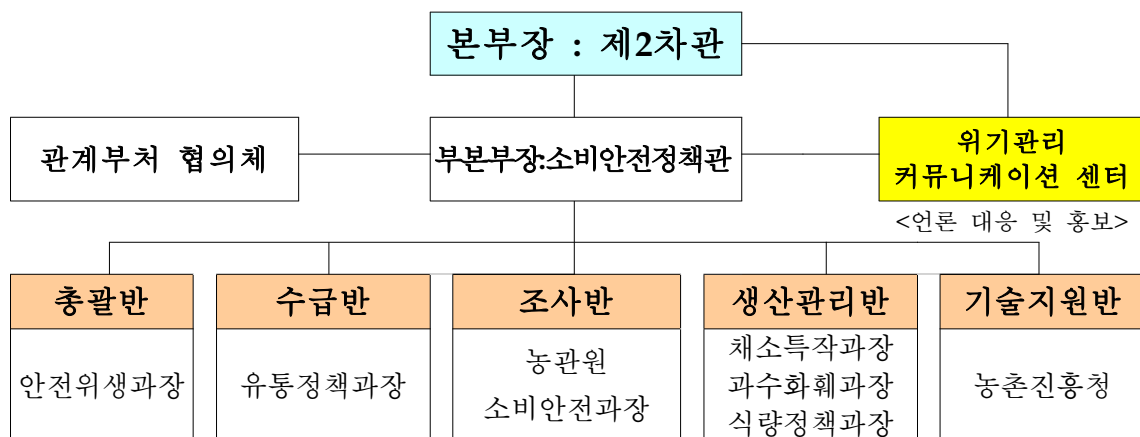 본부장 : 제2차관
관계부처 협의체
부본부장:소비안전정책관
위기관리
커뮤니케이션 센터
<언론 대응 및 홍보>
총괄반
안전위생과장
수급반
유통정책과장
조사반
농관원
소비안전과장
생산관리반
채소특작과장
과수화훼과장
식량정책과장
기술지원반
농촌진흥청